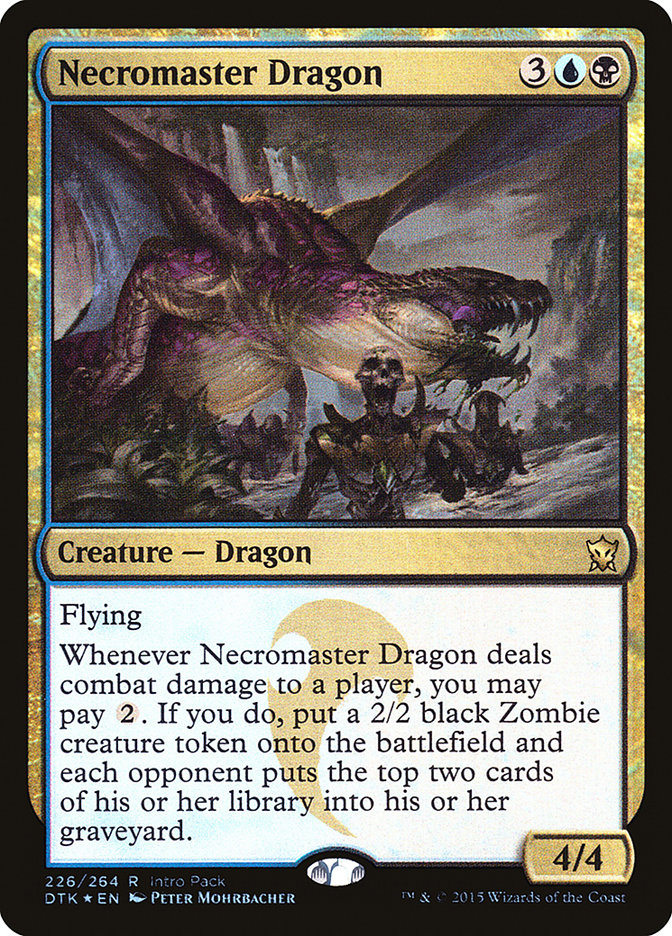 Necromaster Dragon 3
Creature — Dragon
Flying
Whenever Necromaster Dragon deals
combat damage to a player, you may
pay 2. If you do, put a 2/2 black Zombie
creature token onto the battlefield and
each opponent puts the top two cards
of his or her library into his or her
graveyard.
4/4
226/264 R Intro Pack
DTK ★ EN Peter Mohrbacher
™ & © 2015 Wizards of the Coast